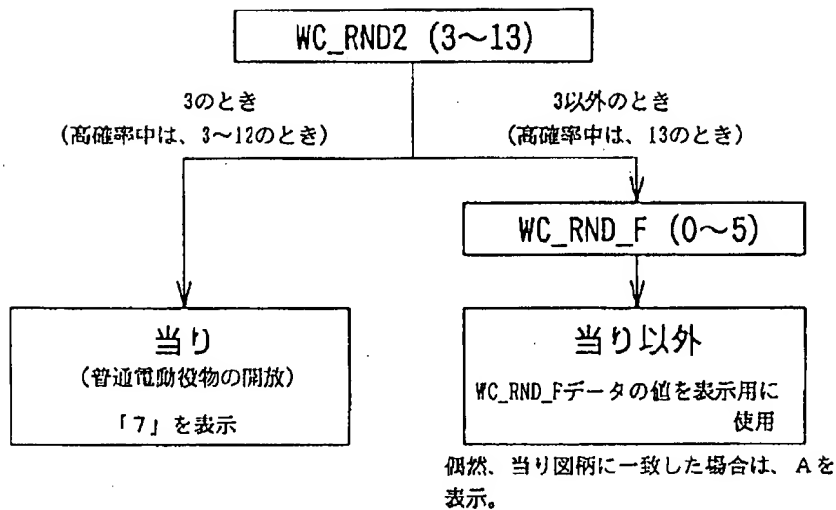 WC_RND2 (3～13)
3のとき
(高確率中は、3～12のとき)
3以外のとき
(高確率中は、13のとき)
WC_RND_F (0～5)
当り
(普通電動役物の開放)
「7」を表示
当り以外
WC_RND_Fデータの値を表示用に
使用
偶然、当り図柄に一致した場合は、Aを
表示。